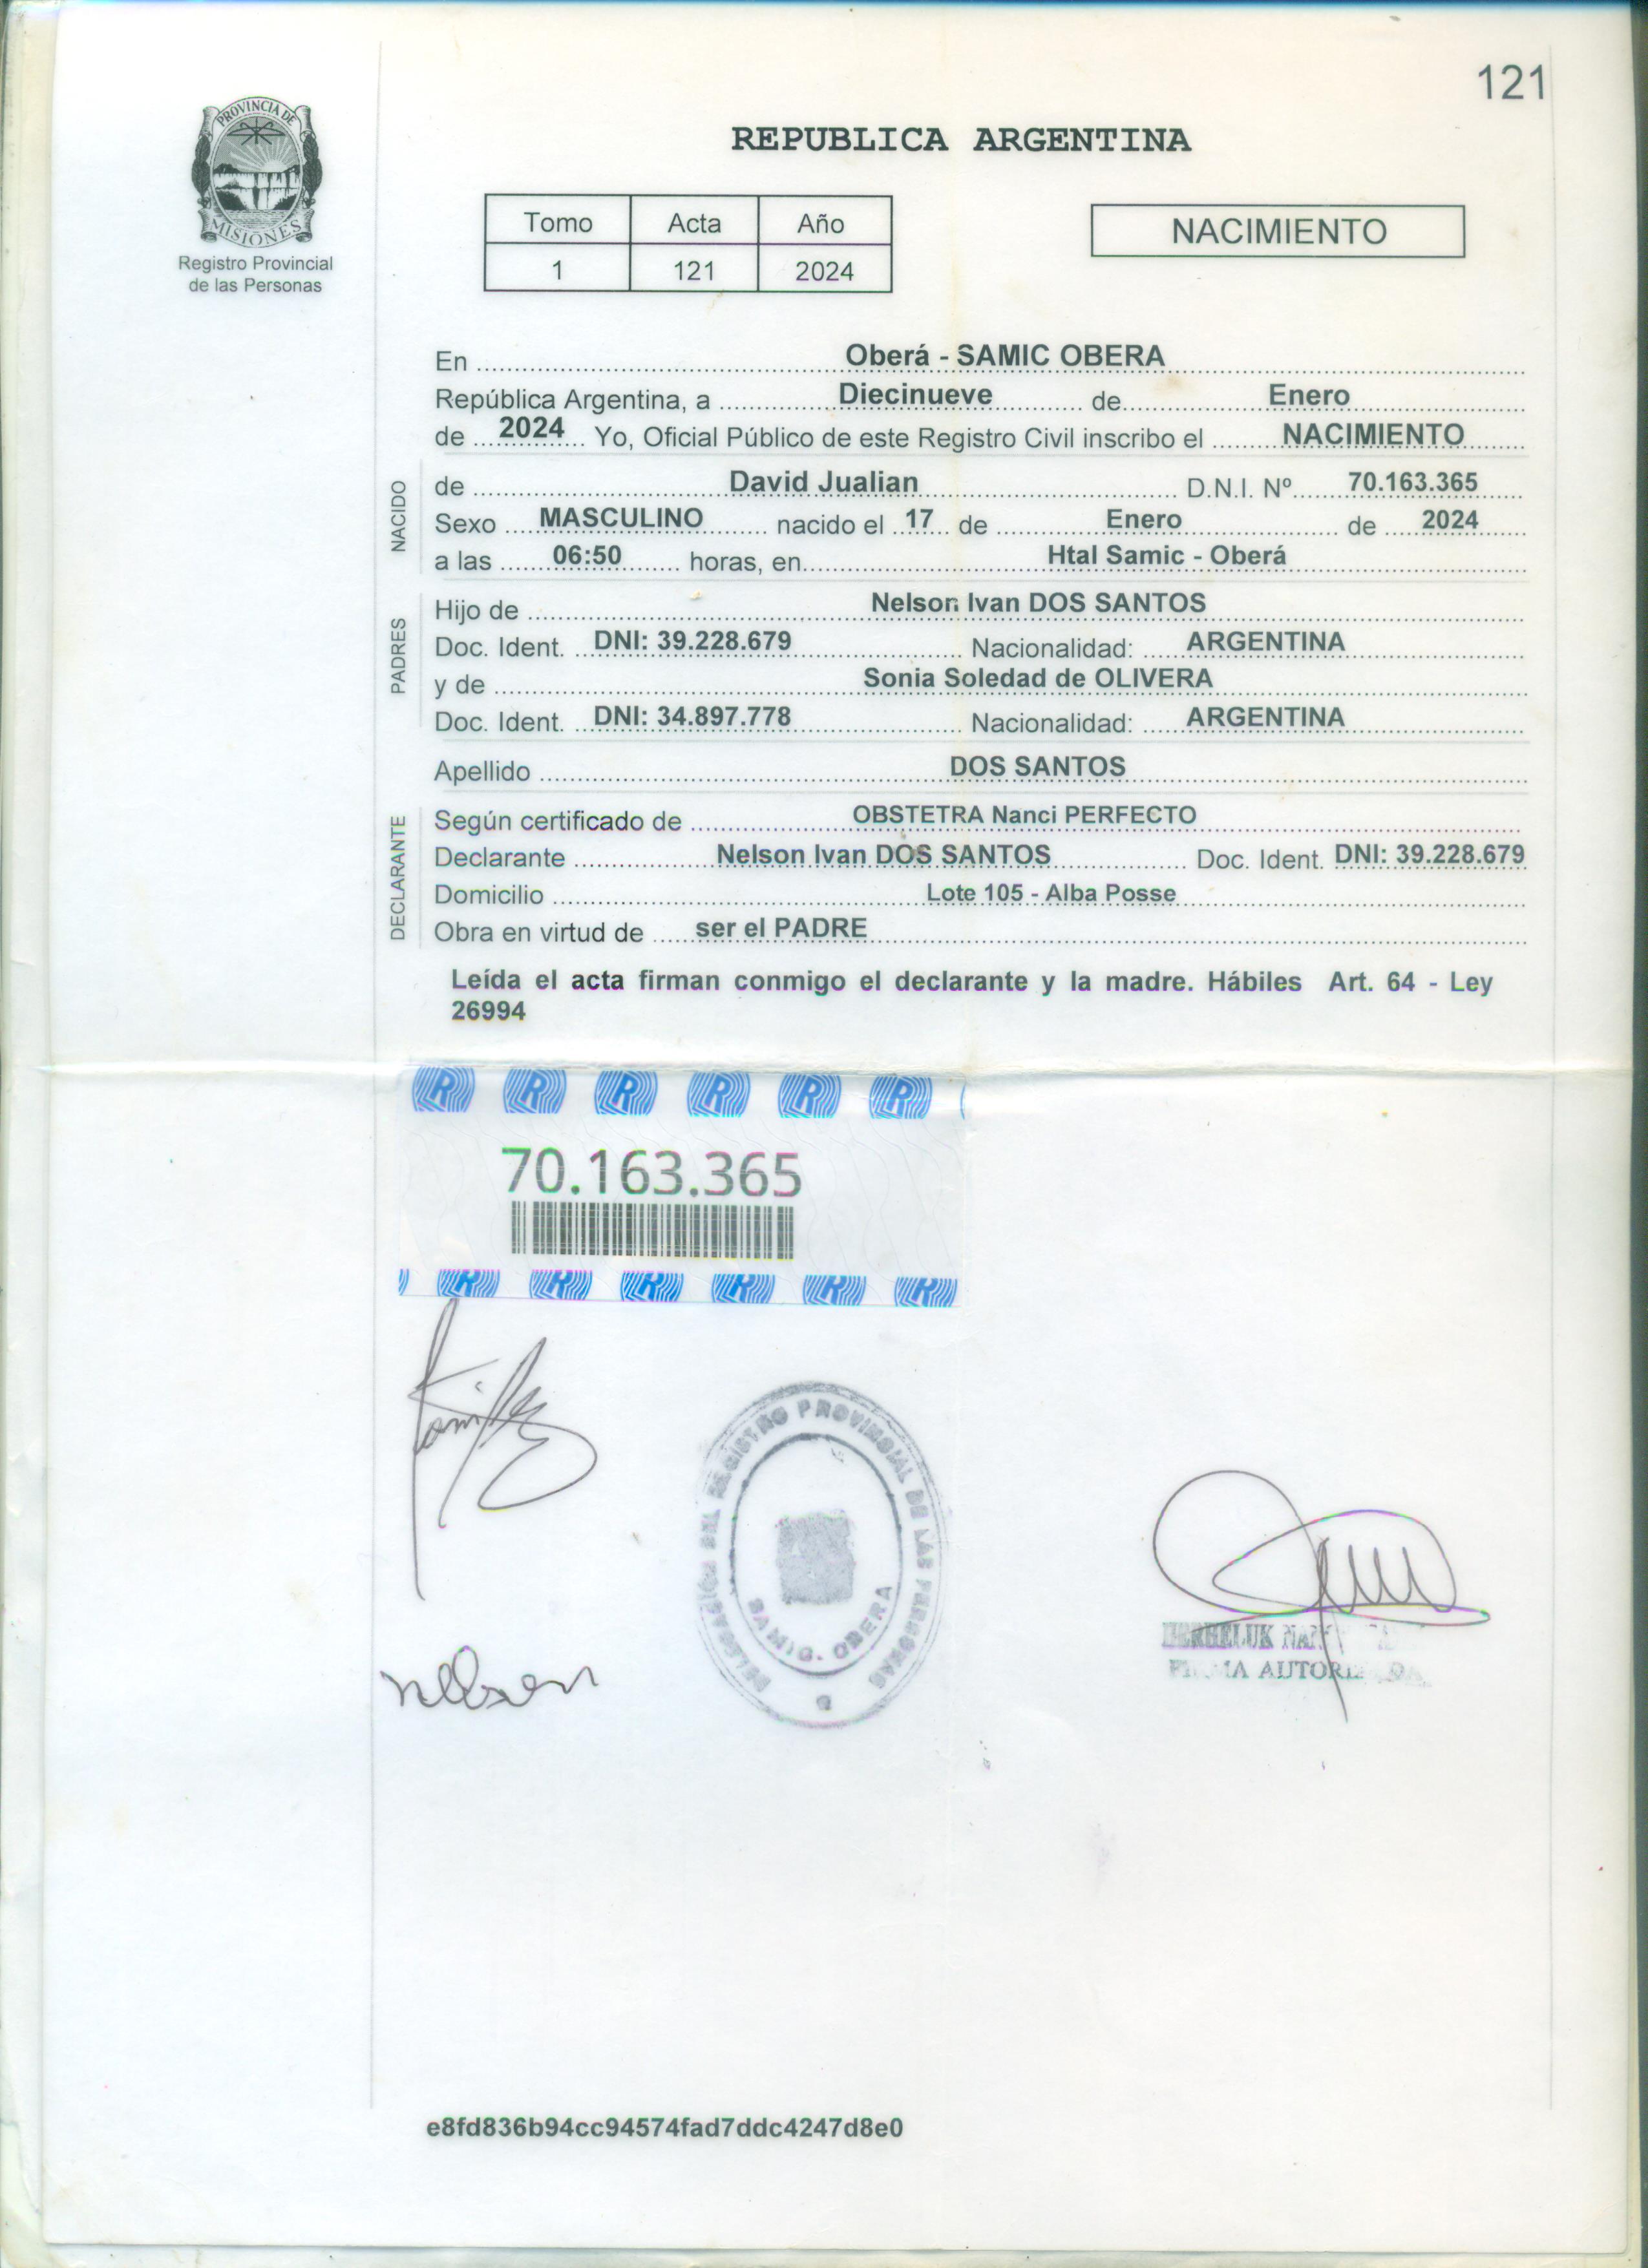 121
PROVINCIA DE
MISIONES
Registro Provincial
de las Personas
REPUBLICA ARGENTINA
Tomo Acta Año
1 121 2024
NACIMIENTO
En Oberá - SAMIC OBERA
República Argentina, a Diecinueve de Enero
de 2024 Yo, Oficial Público de este Registro Civil inscribo el NACIMIENTO
NACIDO
de David Jualian D.N.I. Nº 70.163.365
Sexo MASCULINO nacido el 17 de Enero de 2024
a las 06:50 horas, en Htal Samic - Oberá
PADRES
Hijo de Nelson Ivan DOS SANTOS
Doc. Ident. DNI: 39.228.679 Nacionalidad: ARGENTINA
y de Sonia Soledad de OLIVERA
Doc. Ident. DNI: 34.897.778 Nacionalidad: ARGENTINA
Apellido DOS SANTOS
DECLARANTE
Según certificado de OBSTETRA Nanci PERFECTO
Declarante Nelson Ivan DOS SANTOS Doc. Ident. DNI: 39.228.679
Domicilio Lote 105 - Alba Posse
Obra en virtud de ser el PADRE
Leída el acta firman conmigo el declarante y la madre. Hábiles Art. 64 - Ley
26994
R R R R R R
70.163.365
R R R R R R
DELEGACION DEL REGISTRO PROVINCIAL DE LAS PERSONAS
SAMIC. OBERA
nelson
FIRMA AUTORIZADA
e8fd836b94cc94574fad7ddc4247d8e0